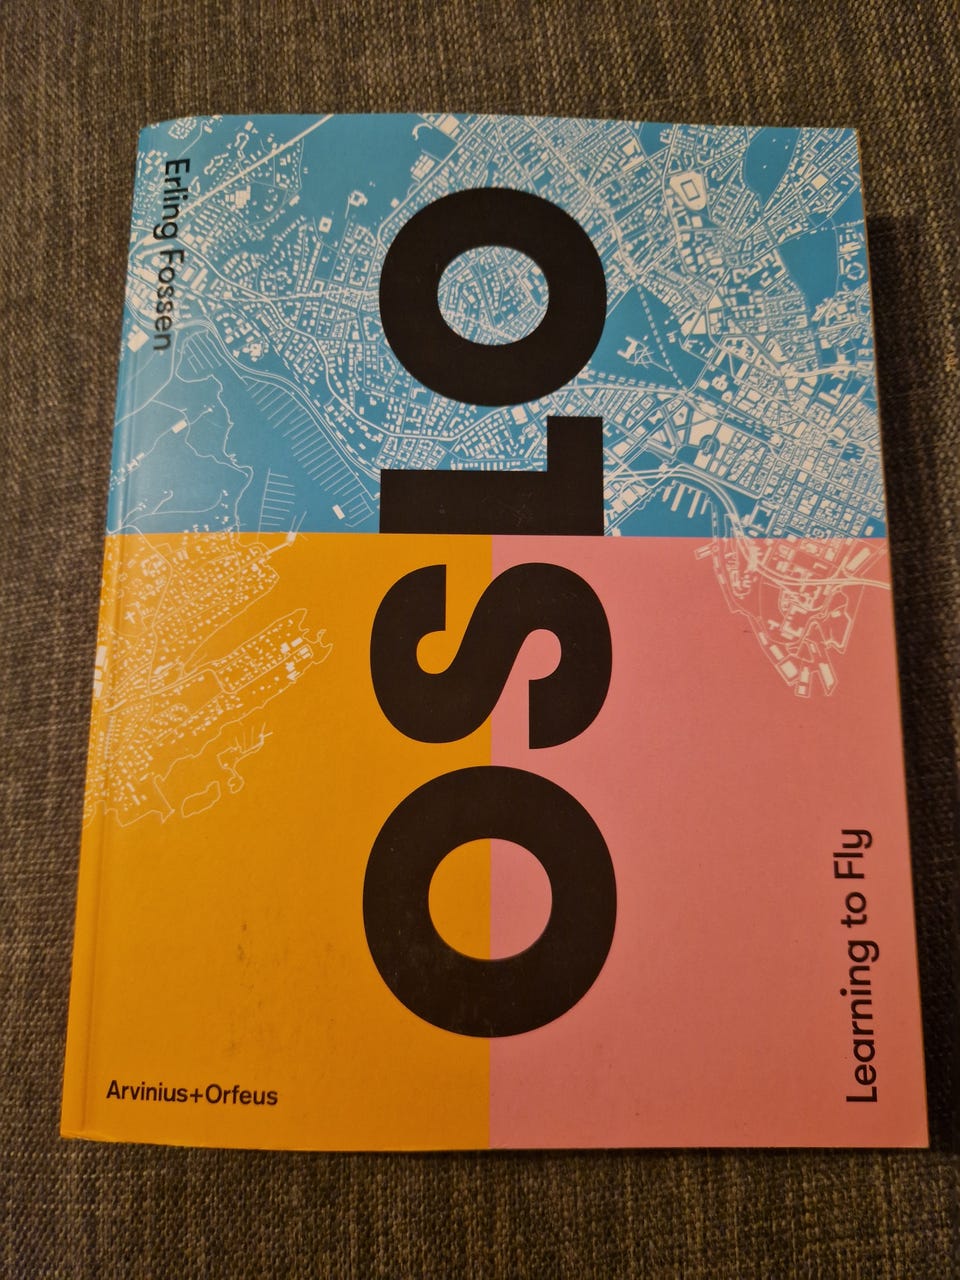 Erling Fossen
OSLO
Learning to Fly
Arvinius+Orfeus